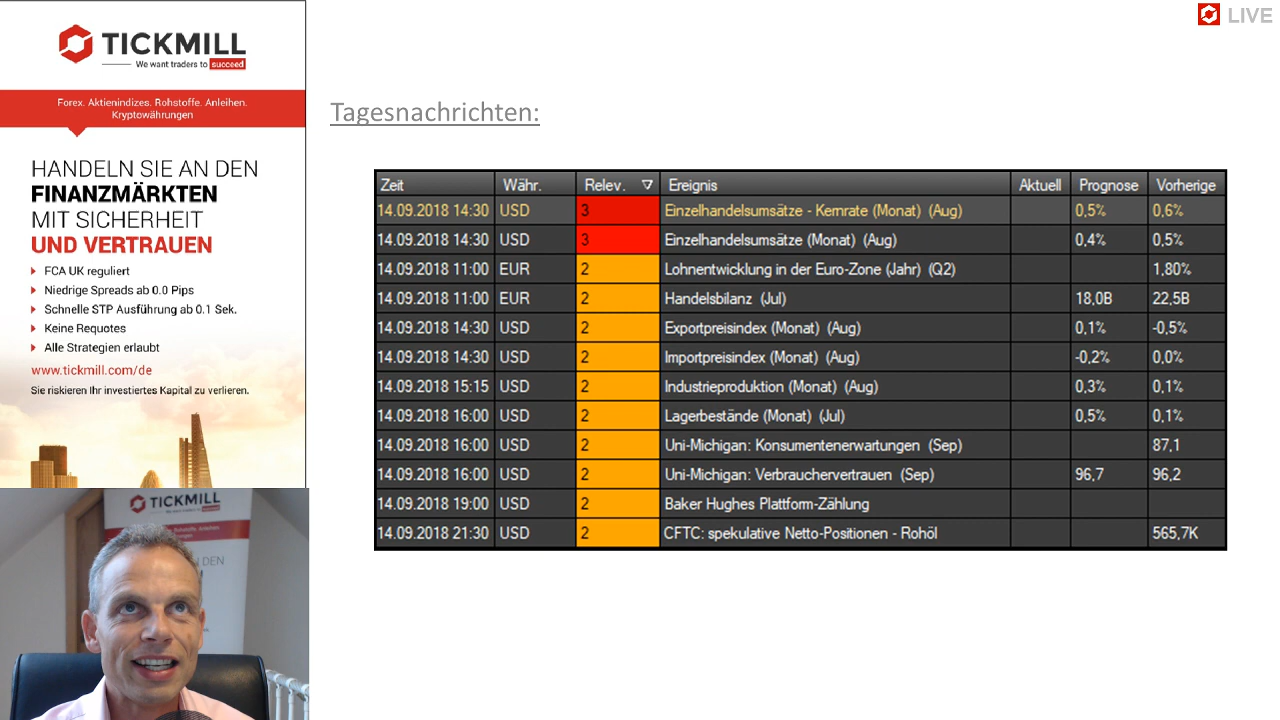 TICKMILL
We want traders to succeed
Forex. Aktienindizes. Rohstoffe. Anleihen.
Kryptowährungen
HANDELN SIE AN DEN
FINANZMÄRKTEN
MIT SICHERHEIT
UND VERTRAUEN
FCA UK reguliert
Niedrige Spreads ab 0.0 Pips
Schnelle STP Ausführung ab 0.1 Sek.
Keine Requotes
Alle Strategien erlaubt
www.tickmill.com/de
Sie riskieren Ihr investiertes Kapital zu verlieren.
TICKMILL
LIVE
Tagesnachrichten:
Zeit Währ. Relev. Ereignis Aktuell Prognose Vorherige
14.09.2018 14:30 USD 3 Einzelhandelsumsätze - Kernrate (Monat) (Aug) 0,5% 0,6%
14.09.2018 14:30 USD 3 Einzelhandelsumsätze (Monat) (Aug) 0,4% 0,5%
14.09.2018 11:00 EUR 2 Lohnentwicklung in der Euro-Zone (Jahr) (Q2) 1,80%
14.09.2018 11:00 EUR 2 Handelsbilanz (Jul) 18,0B 22,5B
14.09.2018 14:30 USD 2 Exportpreisindex (Monat) (Aug) 0,1% -0,5%
14.09.2018 14:30 USD 2 Importpreisindex (Monat) (Aug) -0,2% 0,0%
14.09.2018 15:15 USD 2 Industrieproduktion (Monat) (Aug) 0,3% 0,1%
14.09.2018 16:00 USD 2 Lagerbestände (Monat) (Jul) 0,5% 0,1%
14.09.2018 16:00 USD 2 Uni-Michigan: Konsumentenerwartungen (Sep) 87,1
14.09.2018 16:00 USD 2 Uni-Michigan: Verbrauchervertrauen (Sep) 96,7 96,2
14.09.2018 19:00 USD 2 Baker Hughes Plattform-Zählung
14.09.2018 21:30 USD 2 CFTC: spekulative Netto-Positionen - Rohöl 565,7K